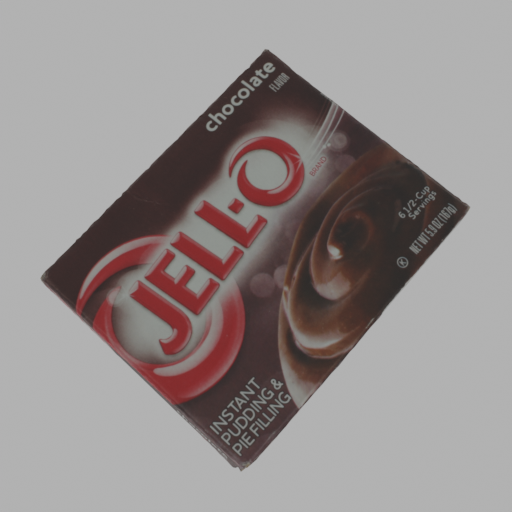 chocolate
FLAVOR
JELL-O
BRAND
6 1/2-Cup
Servings
NET WT 5.9 OZ (167g)
K
INSTANT
PUDDING &
PIE FILLING